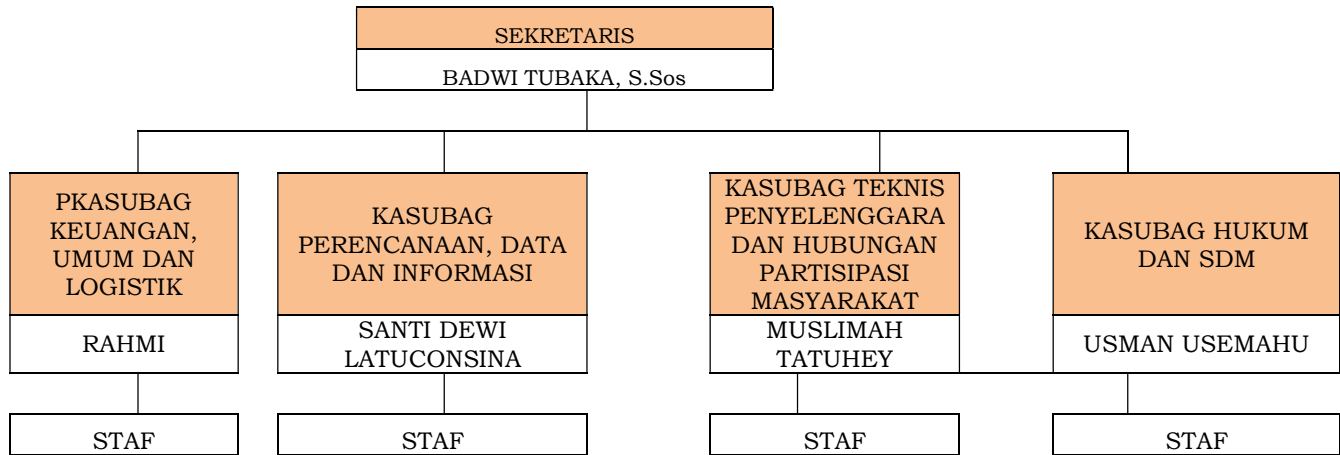 SEKRETARIS
BADWI TUBAKA, S.Sos
PKASUBAG
KEUANGAN,
UMUM DAN
LOGISTIK
RAHMI
STAF
KASUBAG
PERENCANAAN, DATA
DAN INFORMASI
SANTI DEWI
LATUCONSINA
STAF
KASUBAG TEKNIS
PENYELENGGARA
DAN HUBUNGAN
PARTISIPASI
MASYARAKAT
MUSLIMAH
TATUHEY
STAF
KASUBAG HUKUM
DAN SDM
USMAN USEMAHU
STAF